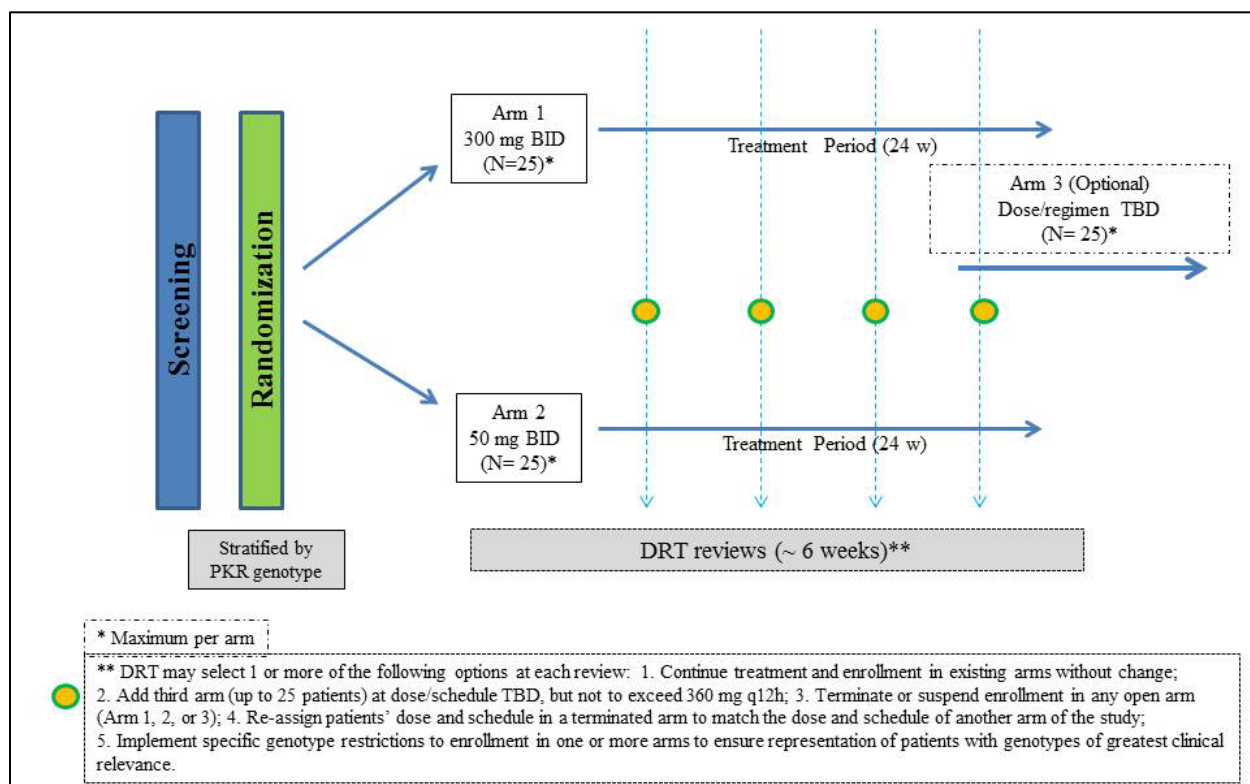 Screening
Randomization
Stratified by
PKR genotype
Arm 1
300 mg BID
(N=25)*
Treatment Period (24 w)
Arm 3 (Optional)
Dose/regimen TBD
(N= 25)*
Arm 2
50 mg BID
(N= 25)*
Treatment Period (24 w)
DRT reviews (~ 6 weeks)**
* Maximum per arm
** DRT may select 1 or more of the following options at each review: 1. Continue treatment and enrollment in existing arms without change;
2. Add third arm (up to 25 patients) at dose/schedule TBD, but not to exceed 360 mg q12h; 3. Terminate or suspend enrollment in any open arm
(Arm 1, 2, or 3); 4. Re-assign patients’ dose and schedule in a terminated arm to match the dose and schedule of another arm of the study;
5. Implement specific genotype restrictions to enrollment in one or more arms to ensure representation of patients with genotypes of greatest clinical
relevance.